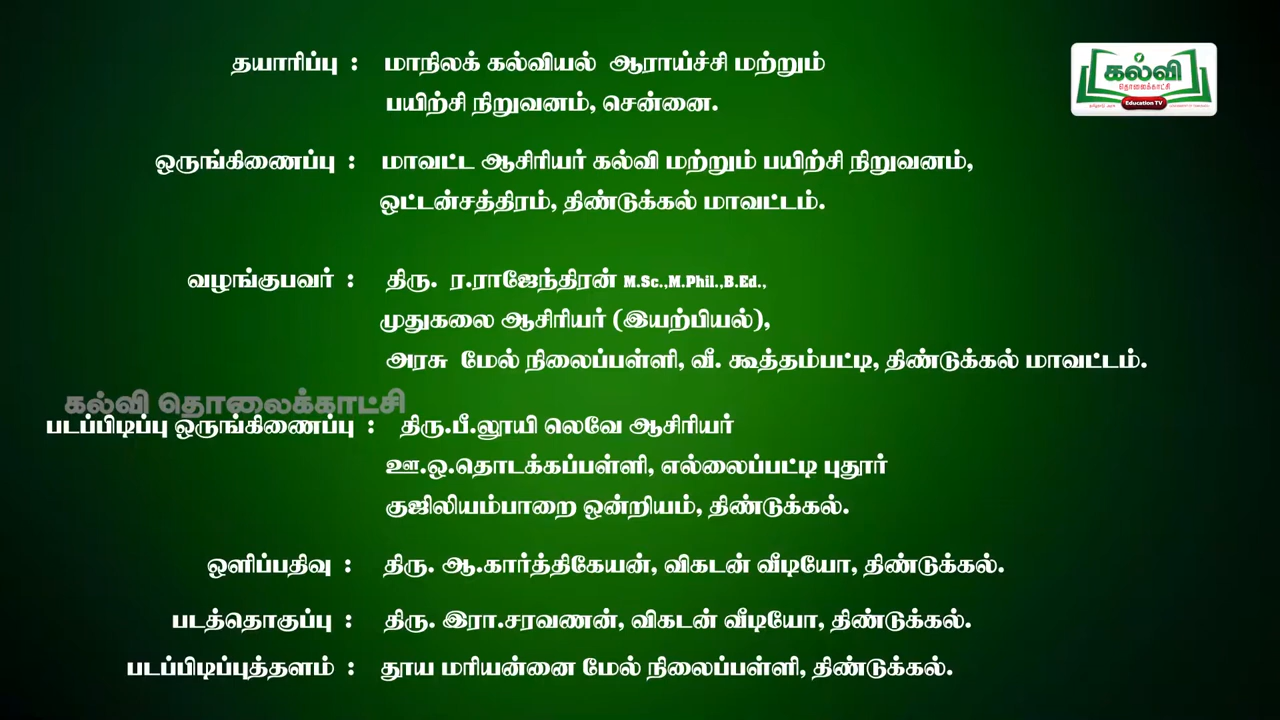 தயாரிப்பு : மாநிலக் கல்வியல் ஆராய்ச்சி மற்றும்
பயிற்சி நிறுவனம், சென்னை.
கல்வி
தொலைக்காட்சி
Education TV
ஒருங்கிணைப்பு : மாவட்ட ஆசிரியர் கல்வி மற்றும் பயிற்சி நிறுவனம்,
ஒட்டன்சத்திரம், திண்டுக்கல் மாவட்டம்.
வழங்குபவர் : திரு. ர.ராஜேந்திரன் M.Sc.,M.Phil.,B.Ed.,
முதுகலை ஆசிரியர் (இயற்பியல்),
அரசு மேல் நிலைப்பள்ளி, வீ. கூத்தம்பட்டி, திண்டுக்கல் மாவட்டம்.
கல்வி தொலைக்காட்சி
படப்பிடிப்பு ஒருங்கிணைப்பு : திரு.பீ.லூயி லெவே ஆசிரியர்
ஊ.ஒ.தொடக்கப்பள்ளி, எல்லைப்பட்டி புதூர்
குஜிலியம்பாறை ஒன்றியம், திண்டுக்கல்.
ஒளிப்பதிவு : திரு. ஆ.கார்த்திகேயன், விகடன் வீடியோ, திண்டுக்கல்.
படத்தொகுப்பு : திரு. இரா.சரவணன், விகடன் வீடியோ, திண்டுக்கல்.
படப்பிடிப்புத்தளம் : தூய மரியன்னை மேல் நிலைப்பள்ளி, திண்டுக்கல்.